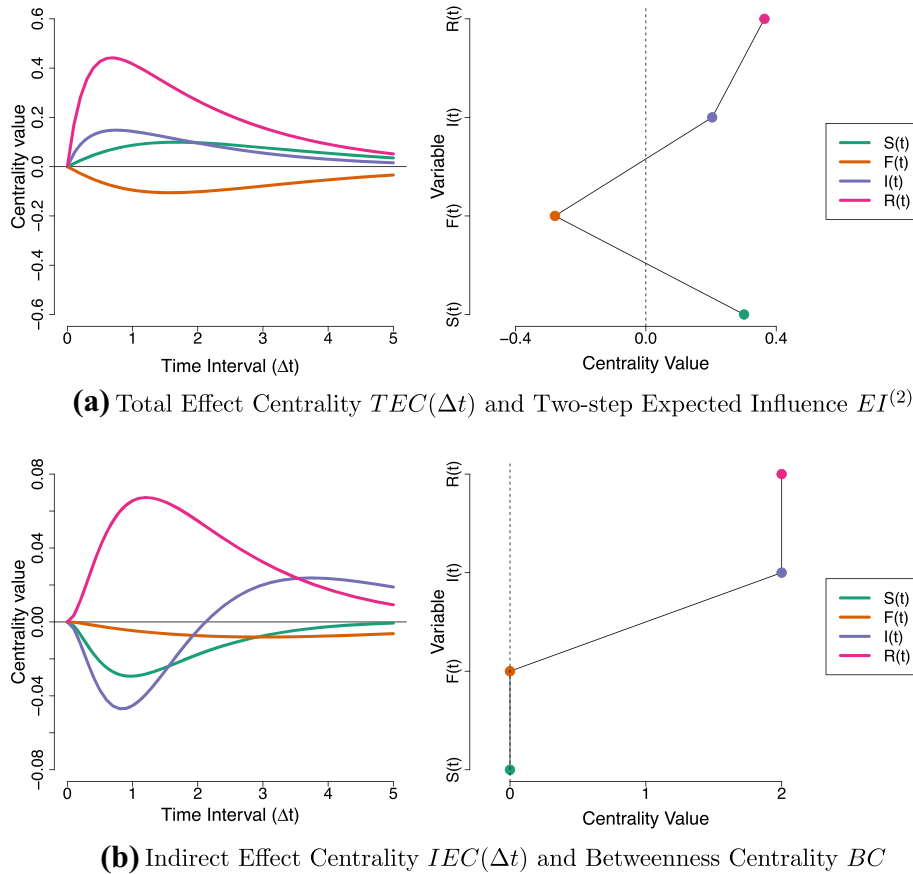 0.6
0.4
0.2
0.0
−0.2
−0.4
−0.6
Centrality value
0 1 2 3 4 5
Time Interval (Δt)
R(t)
I(t)
F(t)
S(t)
Variable
−0.4 0.0 0.4
Centrality Value
S(t)
F(t)
I(t)
R(t)
(a) Total Effect Centrality TEC(Δt) and Two-step Expected Influence EI⁽²⁾
0.08
0.04
0.00
−0.04
−0.08
Centrality value
0 1 2 3 4 5
Time Interval (Δt)
R(t)
I(t)
F(t)
S(t)
Variable
0 1 2
Centrality Value
S(t)
F(t)
I(t)
R(t)
(b) Indirect Effect Centrality IEC(Δt) and Betweenness Centrality BC